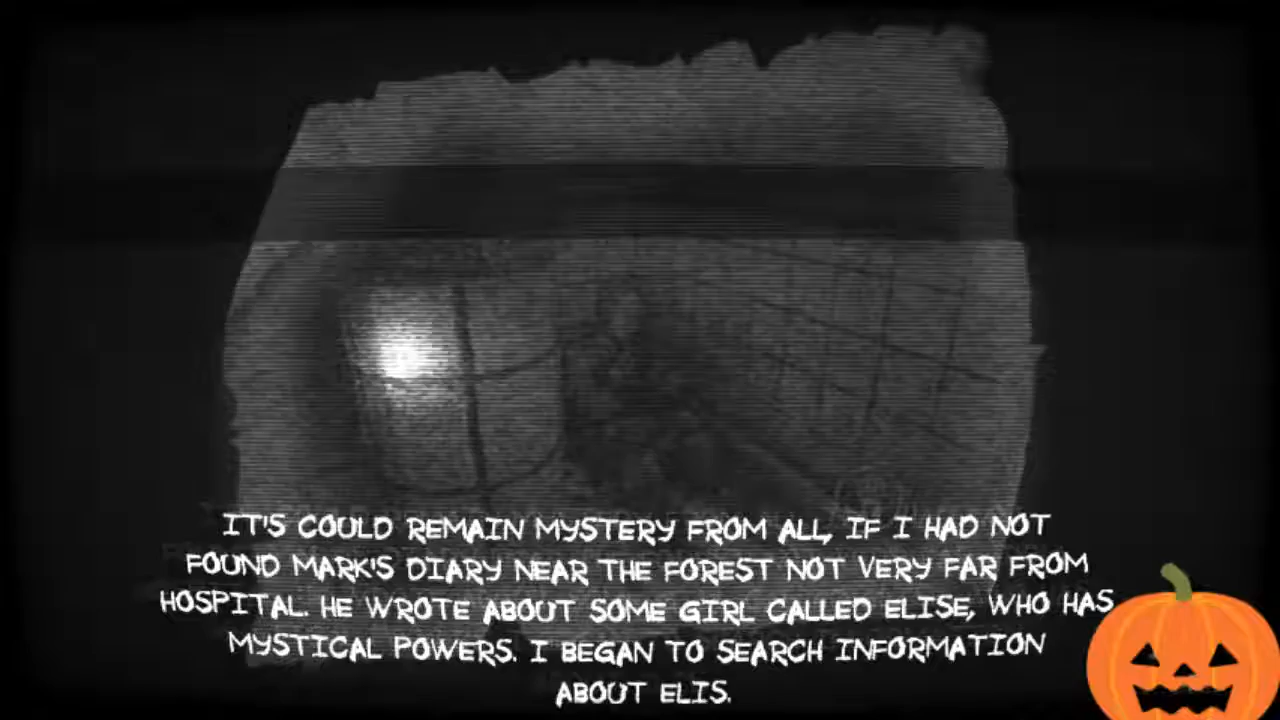 IT'S COULD REMAIN MYSTERY FROM ALL, IF I HAD NOT
FOUND MARK'S DIARY NEAR THE FOREST NOT VERY FAR FROM
HOSPITAL. HE WROTE ABOUT SOME GIRL CALLED ELISE, WHO HAS
MYSTICAL POWERS. I BEGAN TO SEARCH INFORMATION
ABOUT ELIS.